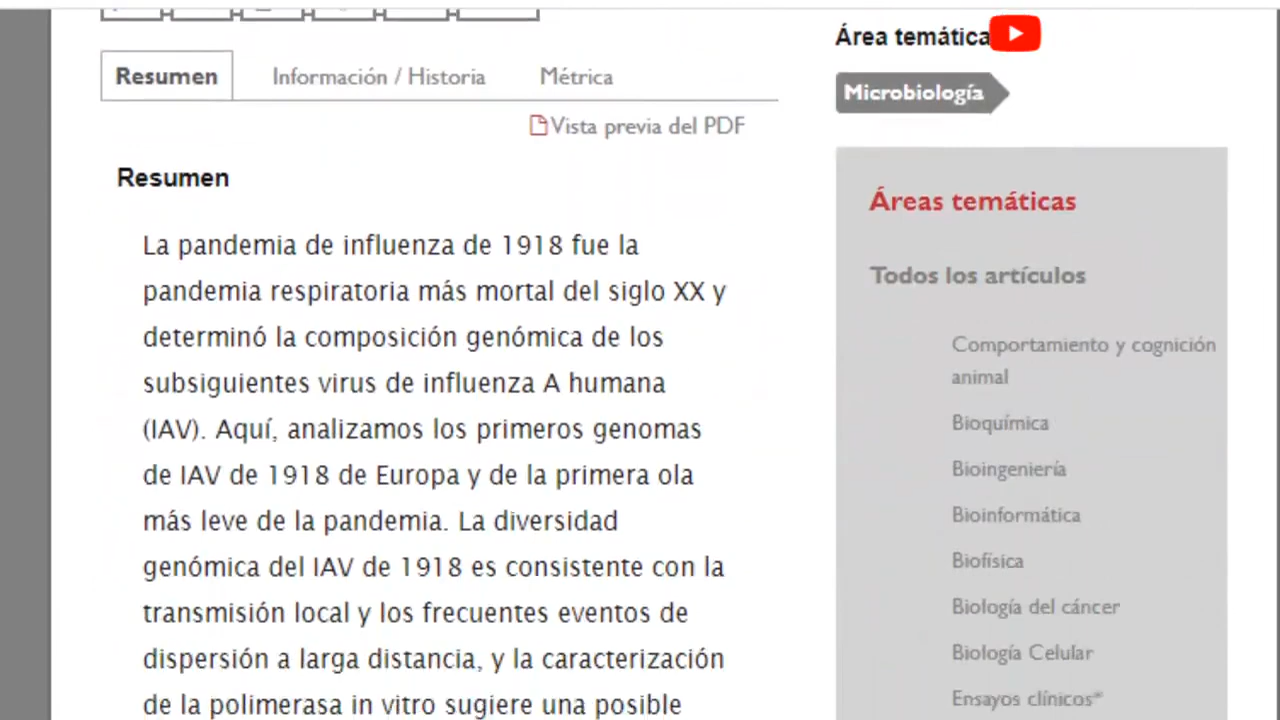 Resumen
Información / Historia
Métrica
Vista previa del PDF
Resumen
La pandemia de influenza de 1918 fue la
pandemia respiratoria más mortal del siglo XX y
determinó la composición genómica de los
subsiguientes virus de influenza A humana
(IAV). Aquí, analizamos los primeros genomas
de IAV de 1918 de Europa y de la primera ola
más leve de la pandemia. La diversidad
genómica del IAV de 1918 es consistente con la
transmisión local y los frecuentes eventos de
dispersión a larga distancia, y la caracterización
de la polimerasa in vitro sugiere una posible
Área temática
Microbiología
Áreas temáticas
Todos los artículos
Comportamiento y cognición
animal
Bioquímica
Bioingeniería
Bioinformática
Biofísica
Biología del cáncer
Biología Celular
Ensayos clínicos*